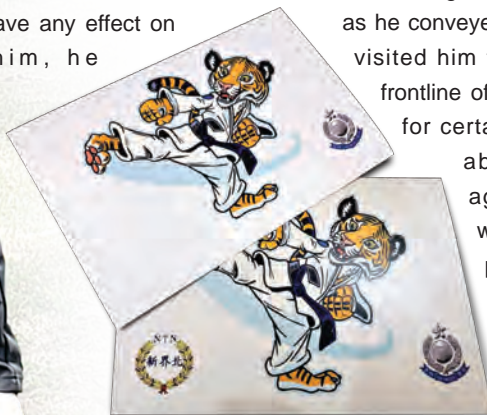 ave any effect on
him, he
as he conveye
visited him
frontline of
for certa
ab
ag
w
NTN
新界北